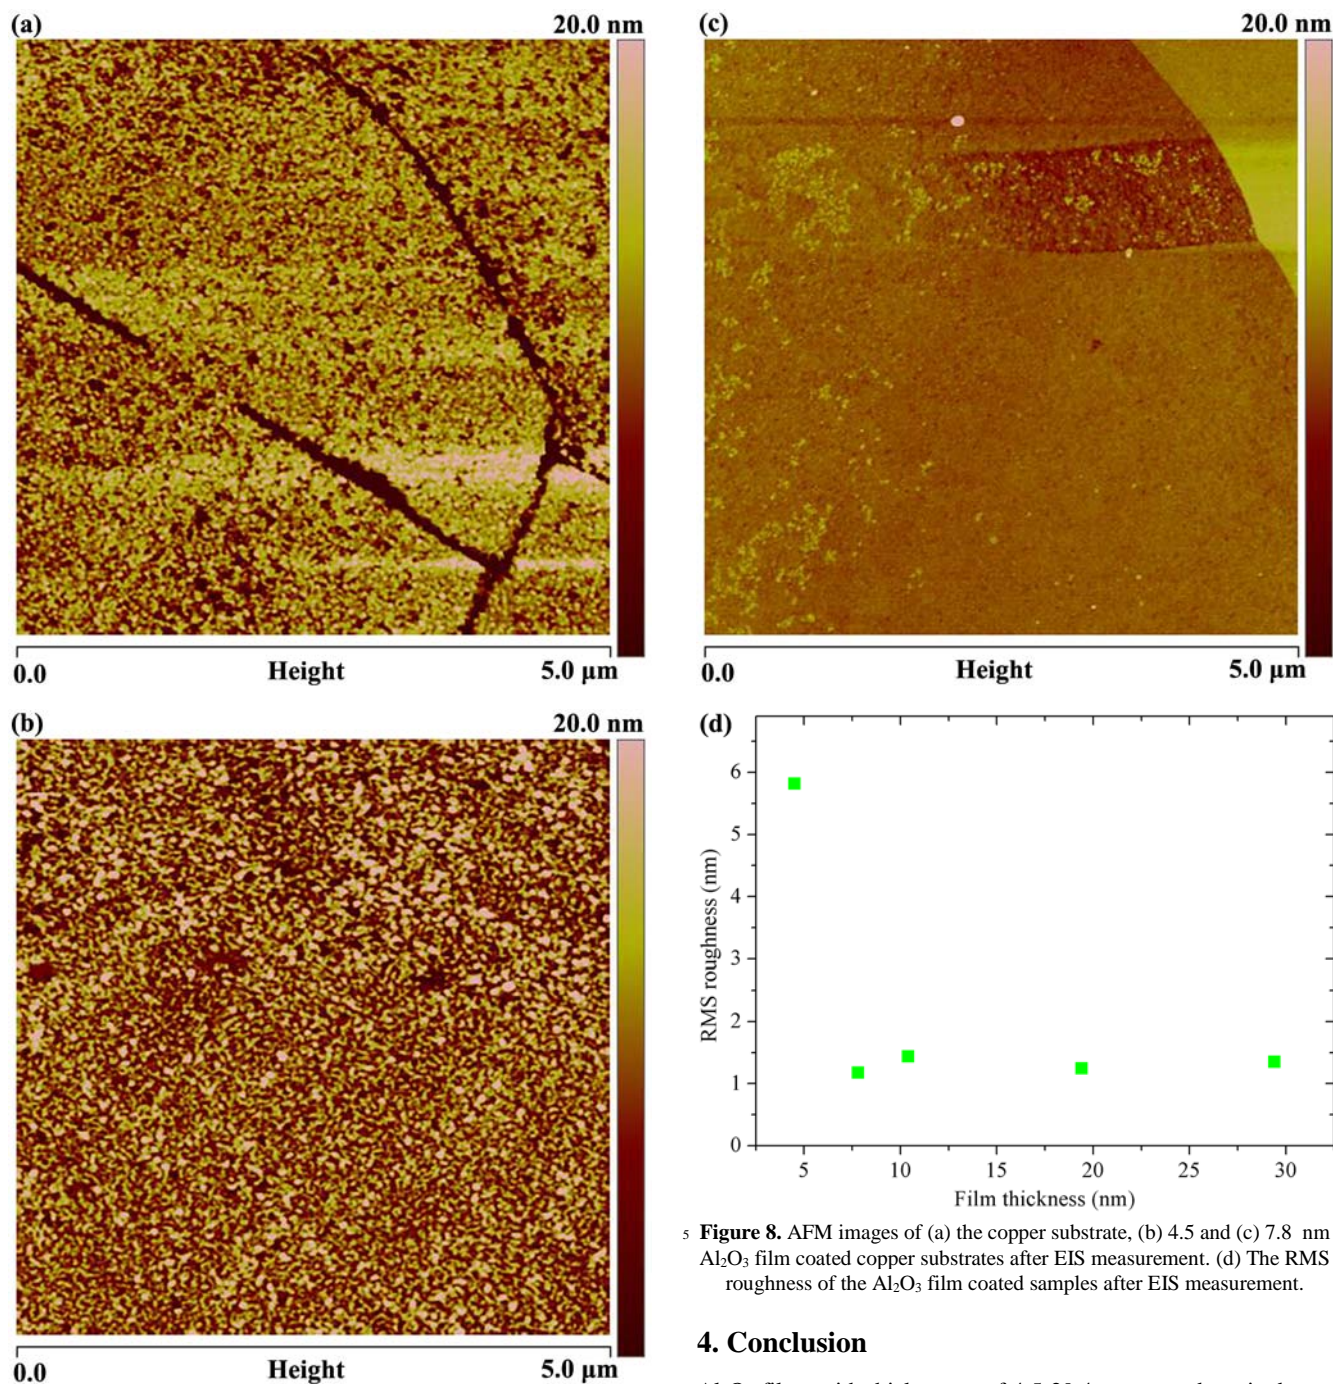 (a)
20.0 nm
0.0
Height
5.0 µm
(b)
20.0 nm
0.0
Height
5.0 µm
(c)
20.0 nm
0.0
Height
5.0 µm
(d)
6
5
4
3
2
1
0
RMS roughness (nm)
5 10 15 20 25 30
Film thickness (nm)
5 Figure 8. AFM images of (a) the copper substrate, (b) 4.5 and (c) 7.8 nm
Al₂O₃ film coated copper substrates after EIS measurement. (d) The RMS
roughness of the Al₂O₃ film coated samples after EIS measurement.
4. Conclusion